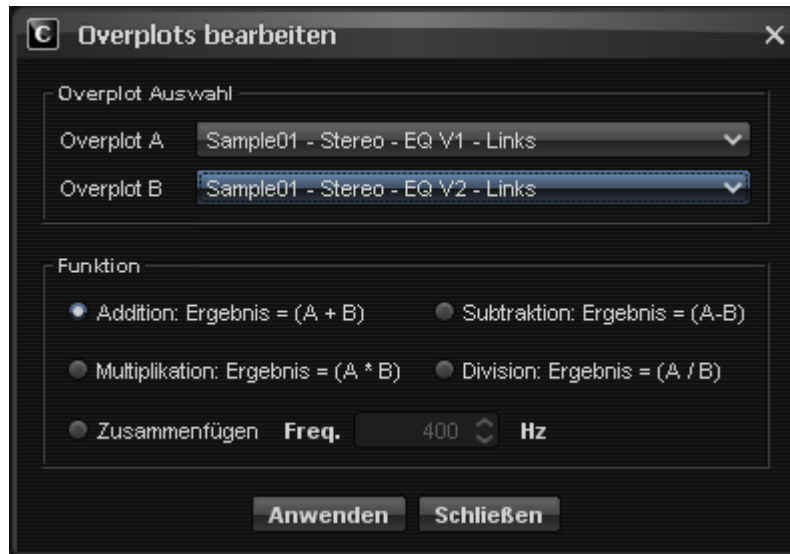 C Overplots bearbeiten
Overplot Auswahl
Overplot A Sample01 - Stereo - EQ V1 - Links
Overplot B Sample01 - Stereo - EQ V2 - Links
Funktion
Addition: Ergebnis = (A + B) Subtraktion: Ergebnis = (A-B)
Multiplikation: Ergebnis = (A * B) Division: Ergebnis = (A / B)
Zusammenfügen Freq. 400 Hz
Anwenden Schließen